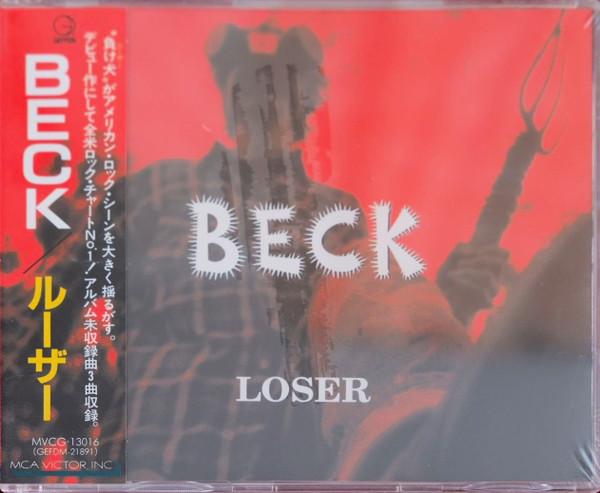 GEFFEN
BECK／ルーザー
"負け犬"がアメリカン・ロック・シーンを大きく揺るがす。
デビュー作にして全米ロック・チャートNo.1！アルバム未収録曲3曲収録。
MVCG-13016
(GEFDM-21891)
MCA VICTOR, INC
BECK
LOSER